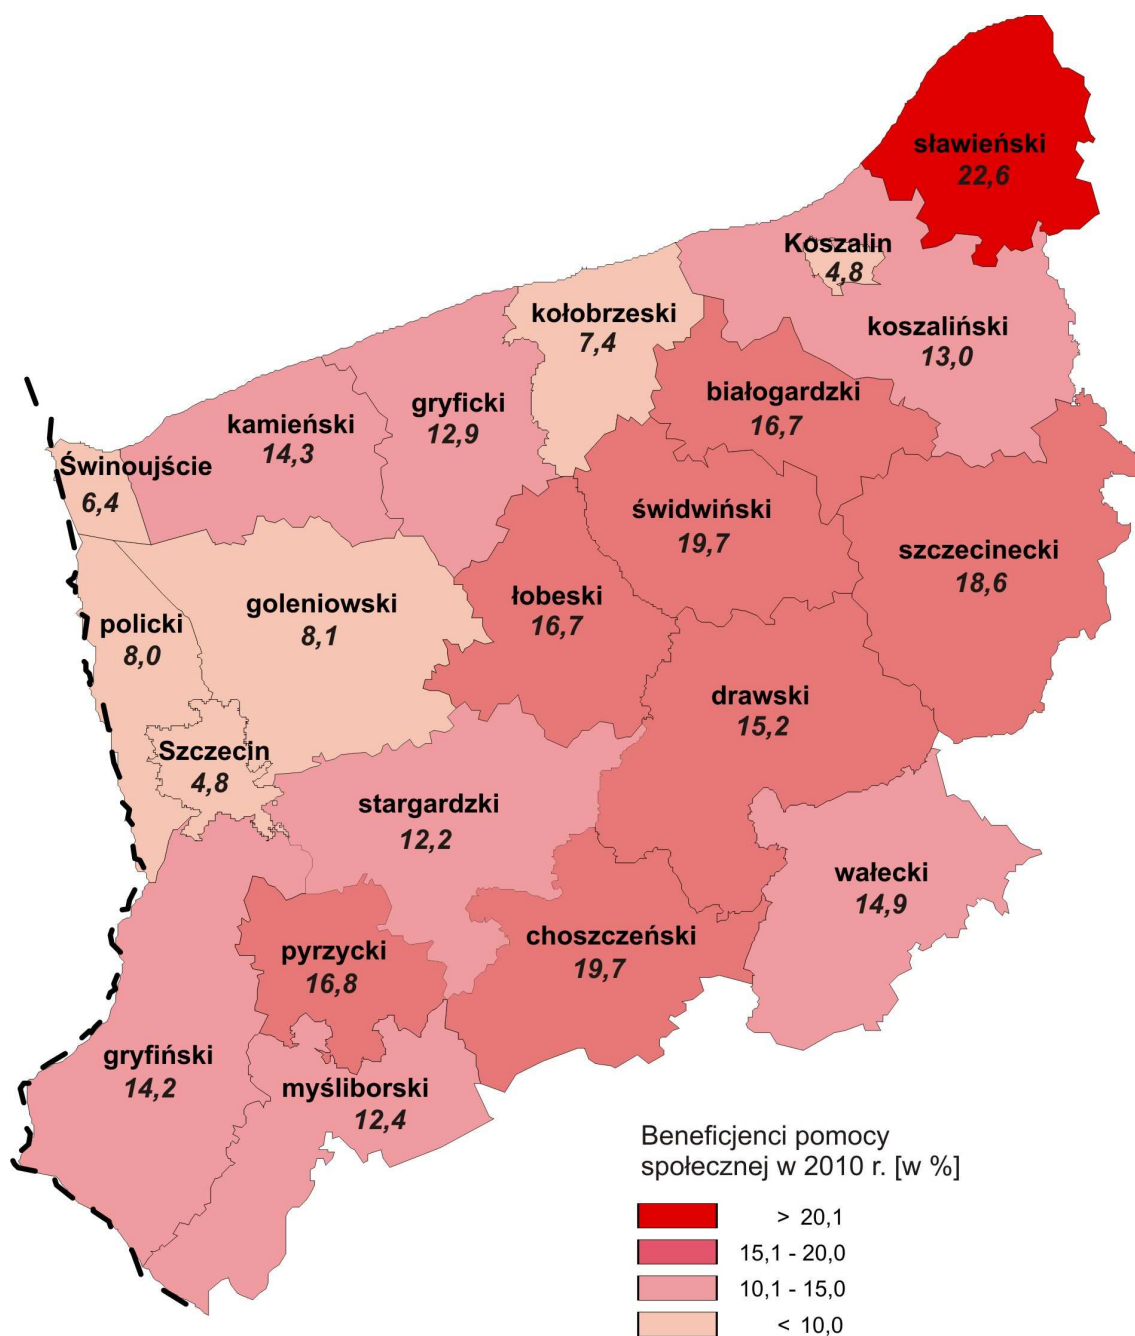 sławieński
22,6
Koszalin
4,8
kołobrzeski
7,4
koszaliński
13,0
białogardzki
16,7
gryficki
12,9
kamieński
14,3
Świnoujście
6,4
świdwiński
19,7
szczecinecki
18,6
łobeski
16,7
goleniowski
8,1
policki
8,0
drawski
15,2
Szczecin
4,8
stargardzki
12,2
wałecki
14,9
choszczeński
19,7
pyrzycki
16,8
gryfiński
14,2
myśliborski
12,4
Beneficjenci pomocy
społecznej w 2010 r. [w %]
> 20,1
15,1 - 20,0
10,1 - 15,0
< 10,0